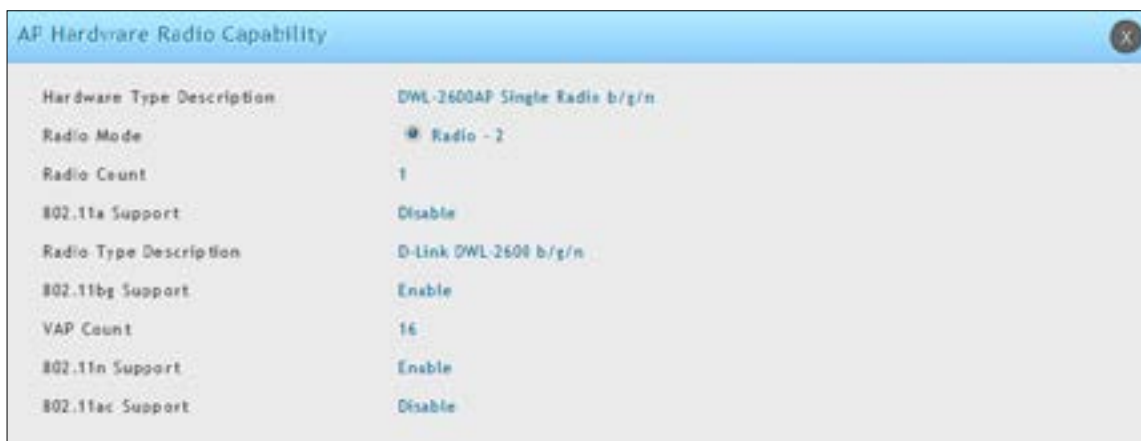 AP Hardware Radio Capability
X
Hardware Type Description DWL-2600AP Single Radio b/g/n
Radio Mode Radio - 2
Radio Count 1
802.11a Support Disable
Radio Type Description D-Link DWL-2600 b/g/n
802.11bg Support Enable
VAP Count 16
802.11n Support Enable
802.11ac Support Disable